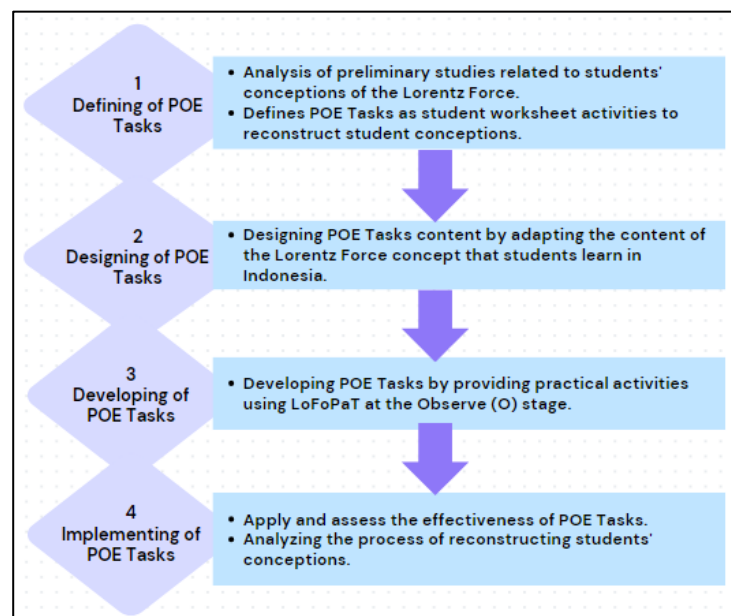 1
Defining of POE
Tasks
• Analysis of preliminary studies related to students'
conceptions of the Lorentz Force.
• Defines POE Tasks as student worksheet activities to
reconstruct student conceptions.
2
Designing of POE
Tasks
• Designing POE Tasks content by adapting the content of
the Lorentz Force concept that students learn in
Indonesia.
3
Developing of
POE Tasks
• Developing POE Tasks by providing practical activities
using LoFoPaT at the Observe (O) stage.
4
Implementing of
POE Tasks
• Apply and assess the effectiveness of POE Tasks.
• Analyzing the process of reconstructing students'
conceptions.